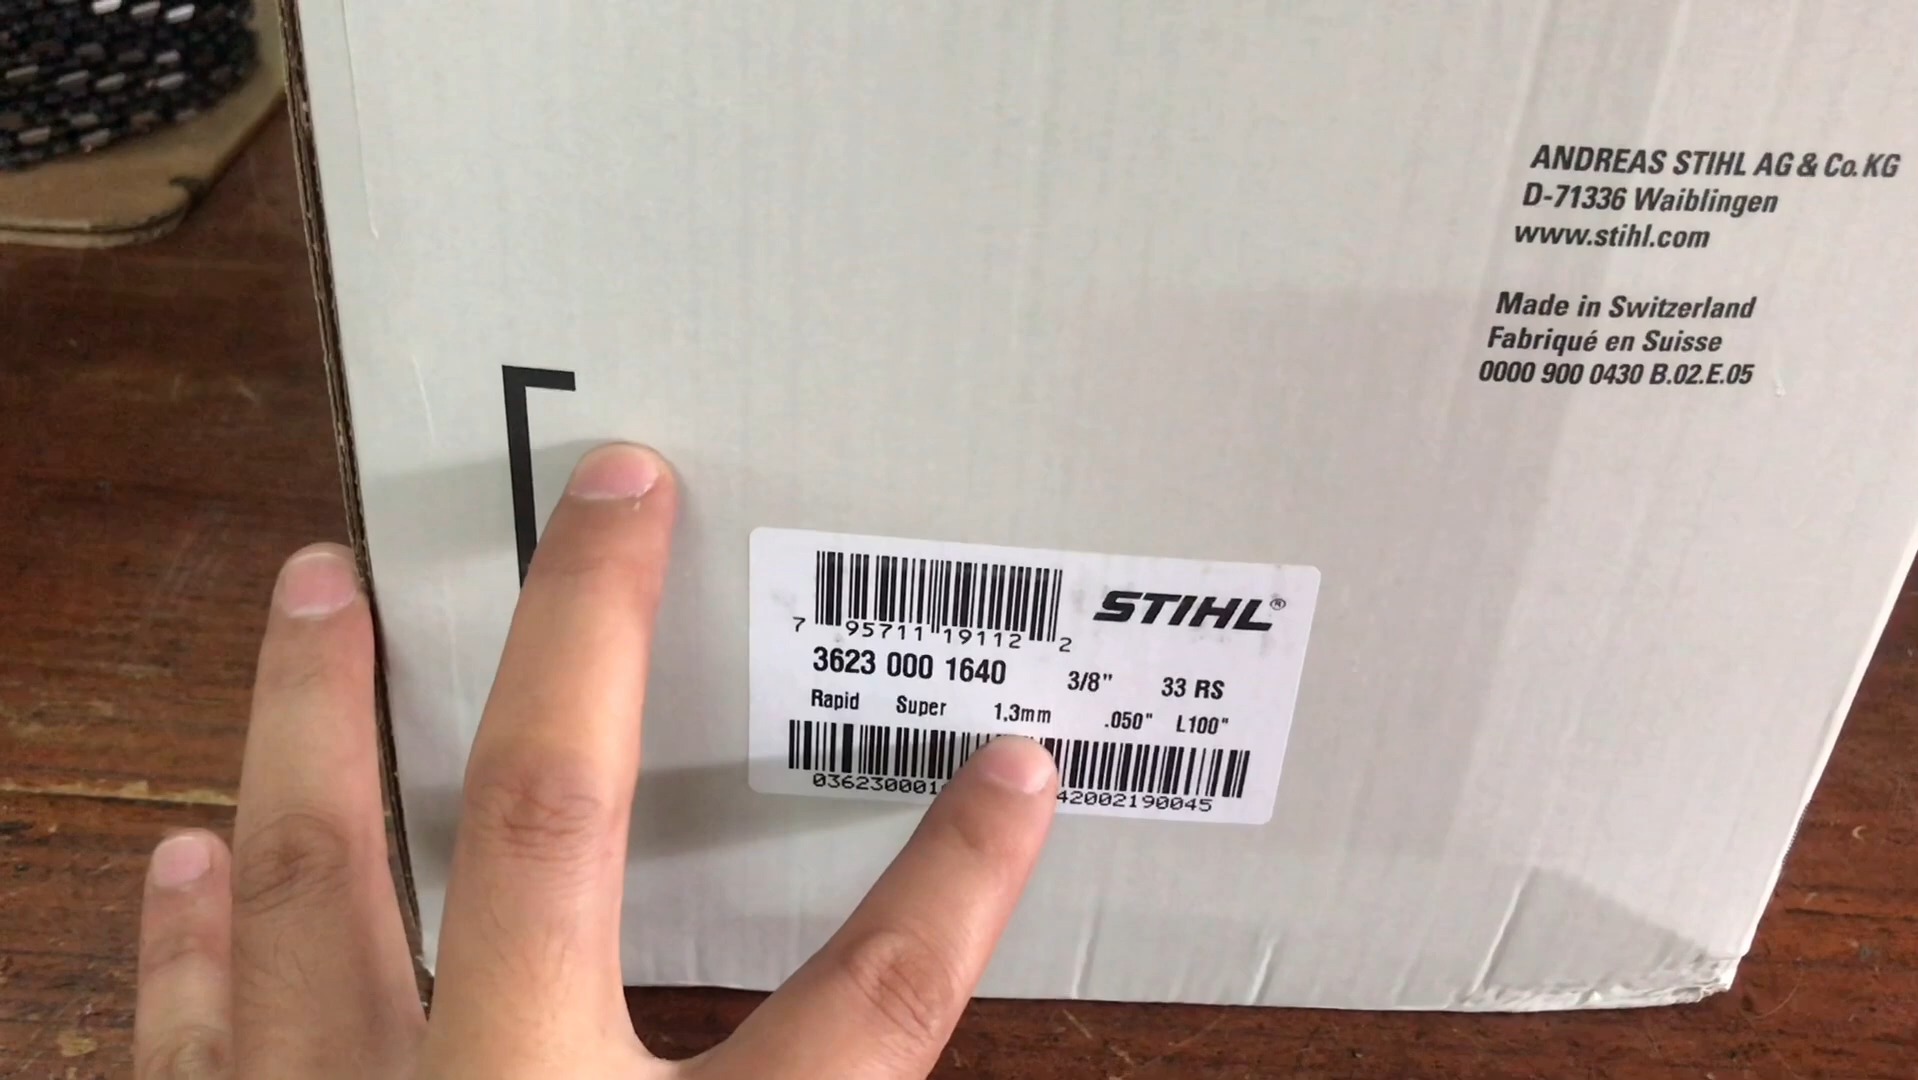 ANDREAS STIHL AG & Co. KG
D-71336 Waiblingen
www.stihl.com
Made in Switzerland
Fabriqué en Suisse
0000 900 0430 B.02.E.05
STIHL®
7 95711 19112 2
3623 000 1640 3/8" 33 RS
Rapid Super 1,3mm .050" L100"
036230001 42002190045